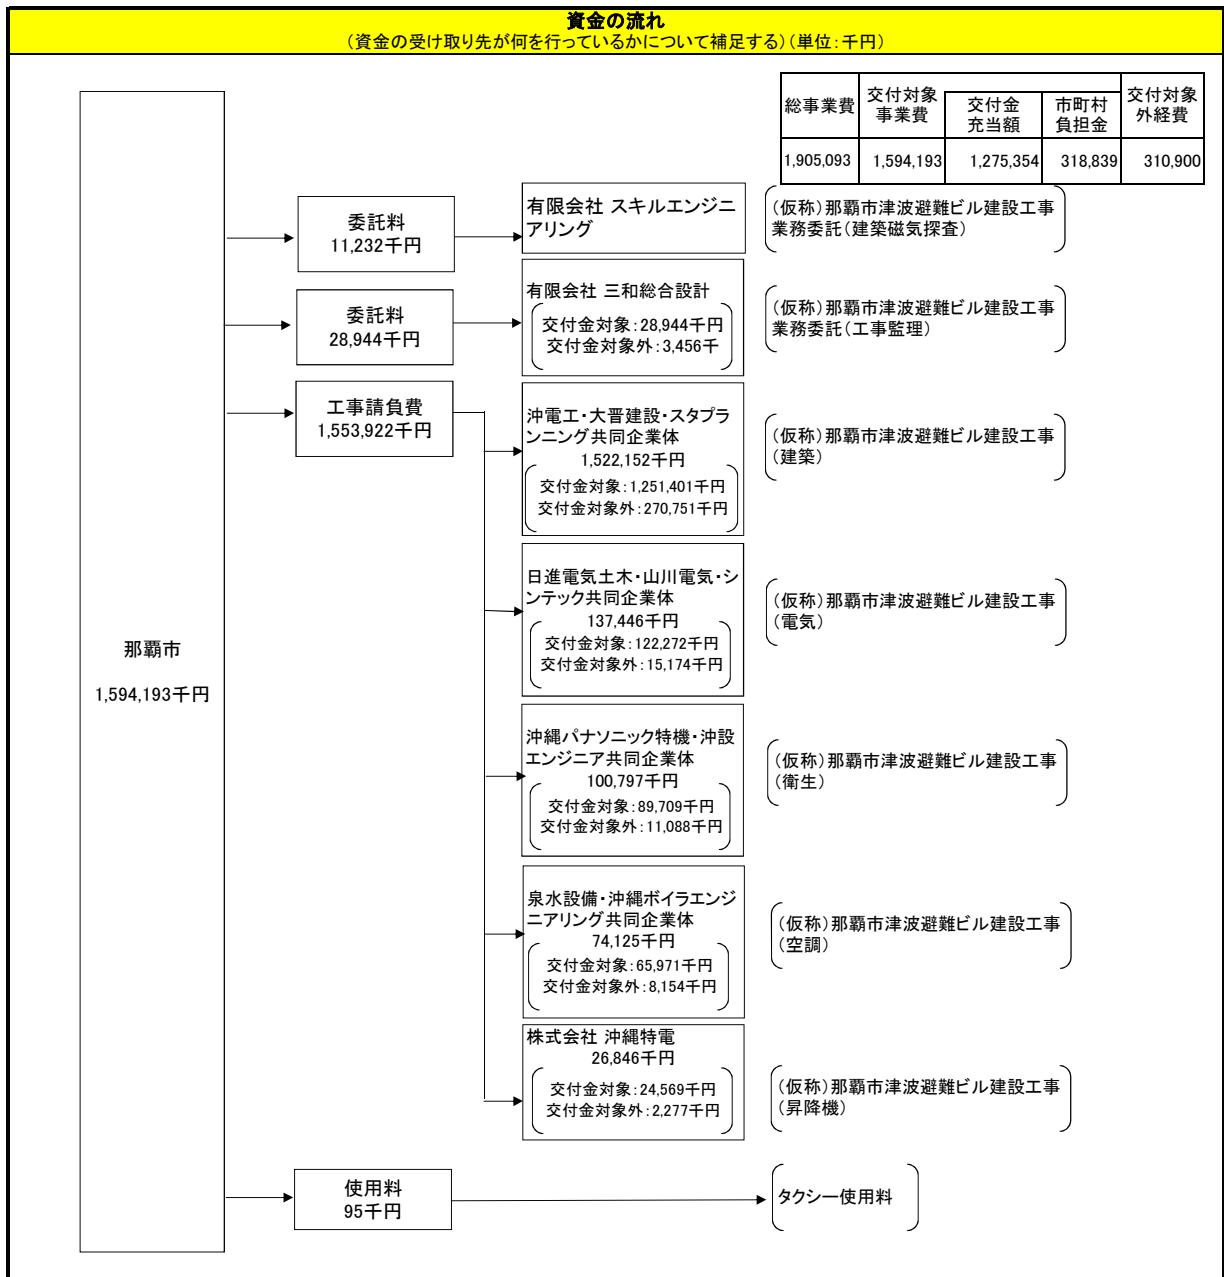 資金の流れ
(資金の受け取り先が何を行っているかについて補足する)(単位:千円)
総事業費
交付対象
事業費
交付金
充当額
市町村
負担金
交付対象
外経費
1,905,093
1,594,193
1,275,354
318,839
310,900
那覇市
1,594,193千円
委託料
11,232千円
有限会社 スキルエンジニ
アリング
(仮称)那覇市津波避難ビル建設工事
業務委託(建築磁気探査)
委託料
28,944千円
有限会社 三和総合設計
交付金対象:28,944千円
交付金対象外:3,456千
(仮称)那覇市津波避難ビル建設工事
業務委託(工事監理)
工事請負費
1,553,922千円
沖電工・大晋建設・スタプラ
ンニング共同企業体
1,522,152千円
交付金対象:1,251,401千円
交付金対象外:270,751千円
(仮称)那覇市津波避難ビル建設工事
(建築)
日進電気土木・山川電気・シ
ンテック共同企業体
137,446千円
交付金対象:122,272千円
交付金対象外:15,174千円
(仮称)那覇市津波避難ビル建設工事
(電気)
沖縄パナソニック特機・沖設
エンジニア共同企業体
100,797千円
交付金対象:89,709千円
交付金対象外:11,088千円
(仮称)那覇市津波避難ビル建設工事
(衛生)
泉水設備・沖縄ボイラエンジ
ニアリング共同企業体
74,125千円
交付金対象:65,971千円
交付金対象外:8,154千円
(仮称)那覇市津波避難ビル建設工事
(空調)
株式会社 沖縄特電
26,846千円
交付金対象:24,569千円
交付金対象外:2,277千円
(仮称)那覇市津波避難ビル建設工事
(昇降機)
使用料
95千円
タクシー使用料